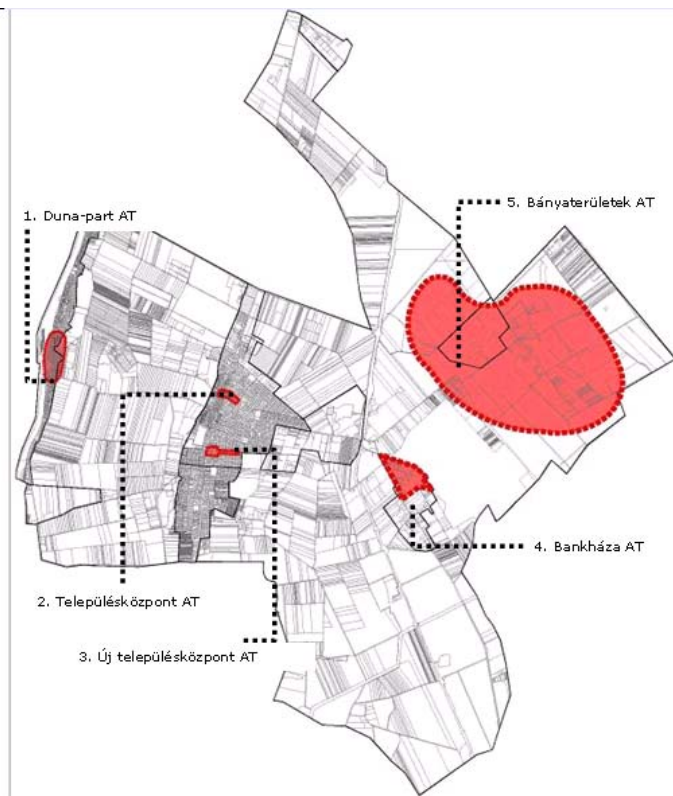 1. Duna-part AT
5. Bányaterületek AT
4. Bankháza AT
2. Településközpont AT
3. Új településközpont AT